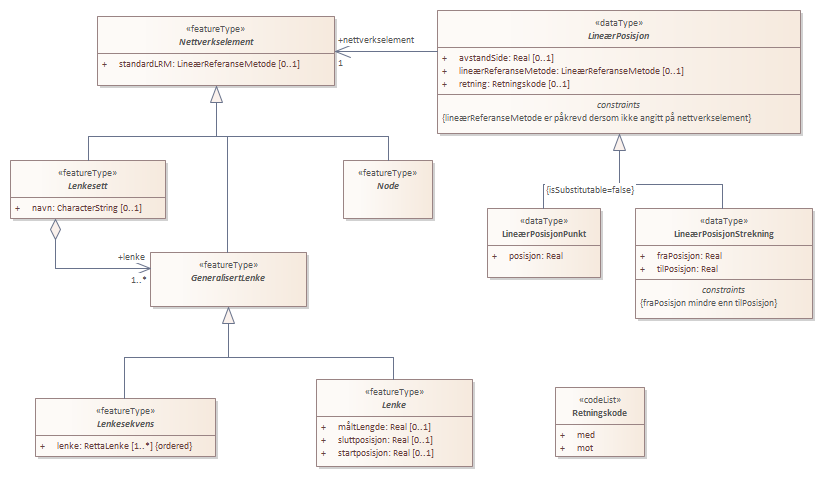 «featureType»
Nettverkselement
+ standardLRM: LineærReferanseMetode [0..1]
+nettverkselement
1
«dataType»
LineærPosisjon
+ avstandSide: Real [0..1]
+ lineærReferanseMetode: LineærReferanseMetode [0..1]
+ retning: Retningskode [0..1]
constraints
{lineærReferanseMetode er påkrevd dersom ikke angitt på nettverkselement}
«featureType»
Lenkesett
+ navn: CharacterString [0..1]
«featureType»
Node
{isSubstitutable=false}
«dataType»
LineærPosisjonPunkt
+ posisjon: Real
«dataType»
LineærPosisjonStrekning
+ fraPosisjon: Real
+ tilPosisjon: Real
constraints
{fraPosisjon mindre enn tilPosisjon}
+lenke
1..*
«featureType»
GeneralisertLenke
«featureType»
Lenkesekvens
+ lenke: RettaLenke [1..*] {ordered}
«featureType»
Lenke
+ måltLengde: Real [0..1]
+ sluttposisjon: Real [0..1]
+ startposisjon: Real [0..1]
«codeList»
Retningskode
+ med
+ mot